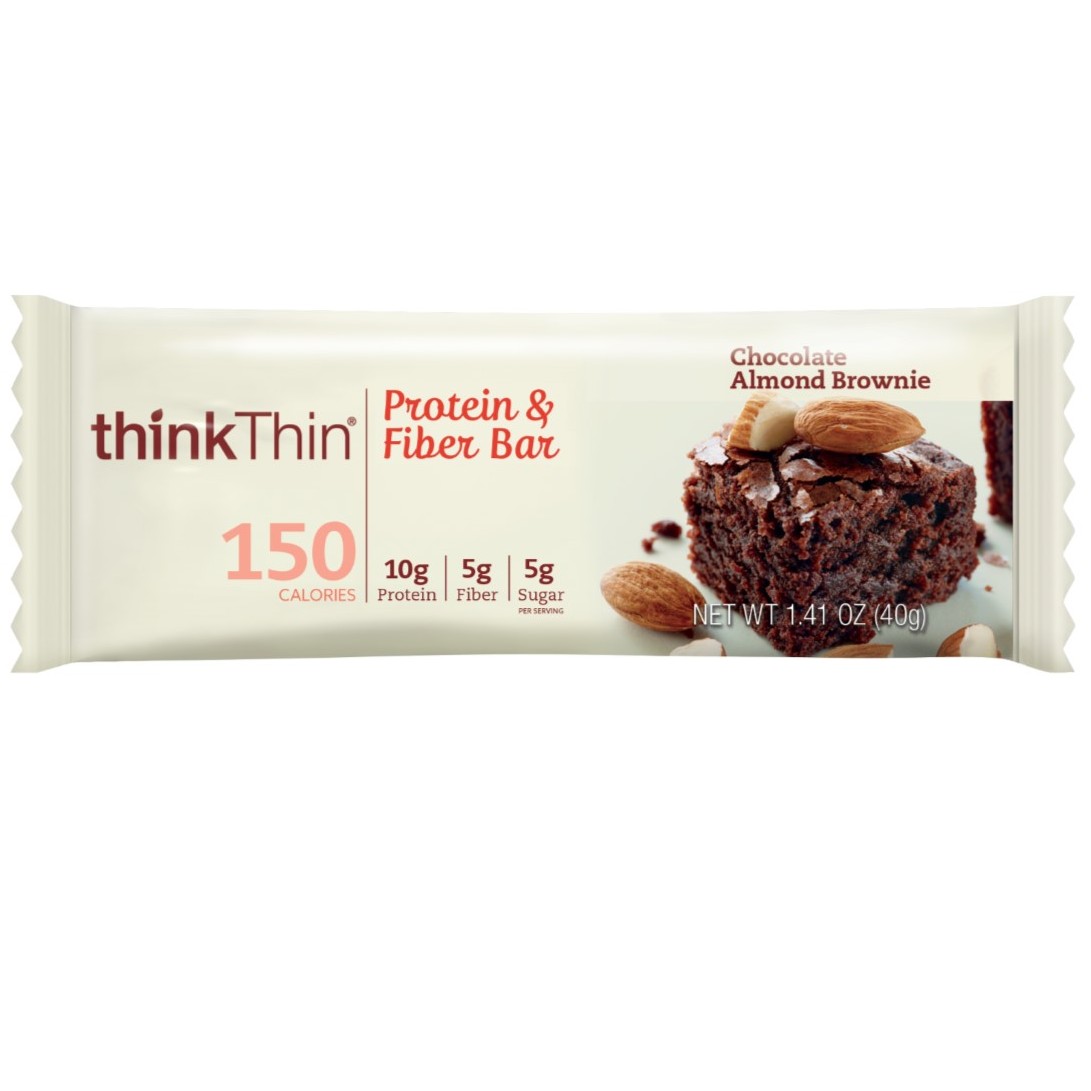 thinkThin®
Protein &
Fiber Bar
150
CALORIES
10g
Protein
5g
Fiber
5g
Sugar
PER SERVING
Chocolate
Almond Brownie
NET WT 1.41 OZ (40g)